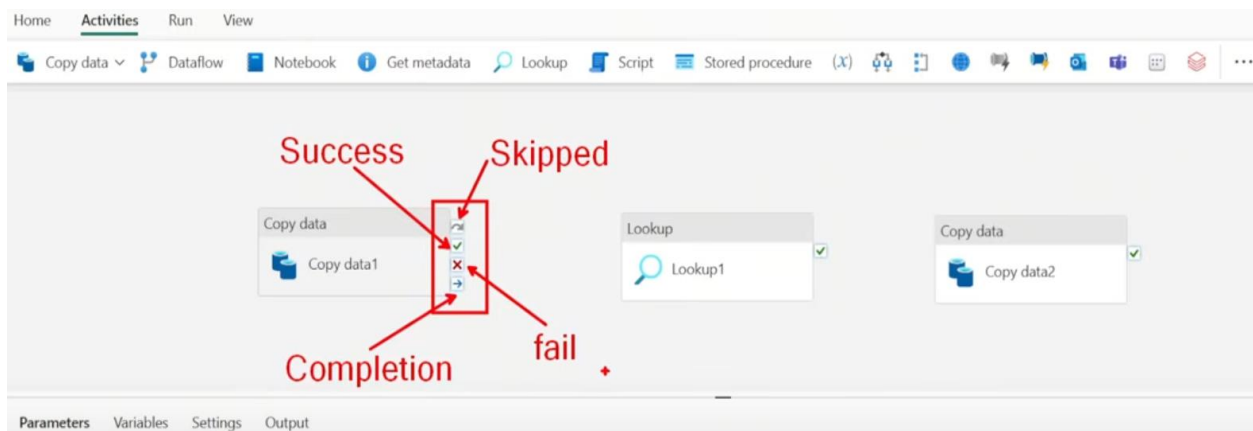 Home Activities Run View
Copy data Dataflow Notebook Get metadata Lookup Script Stored procedure (x) ...
Success Skipped
Copy data Lookup Copy data
Copy data1 Lookup1 Copy data2
Completion fail
Parameters Variables Settings Output